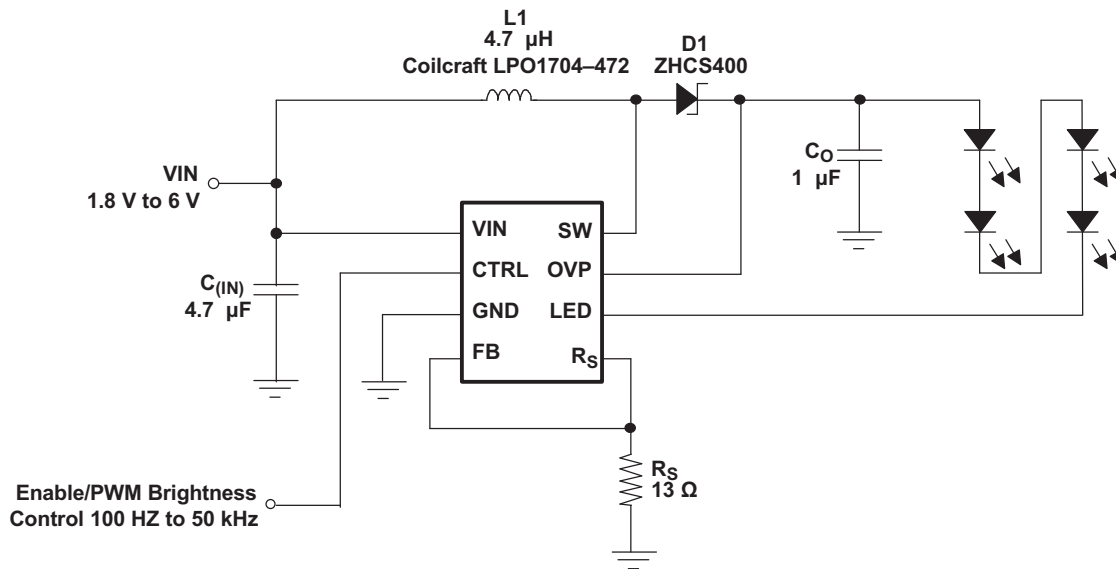 L1
4.7 µH
Coilcraft LPO1704–472
D1
ZHCS400
VIN
1.8 V to 6 V
C(IN)
4.7 µF
CO
1 µF
VIN
SW
CTRL
OVP
GND
LED
FB
RS
RS
13 Ω
Enable/PWM Brightness
Control 100 HZ to 50 kHz